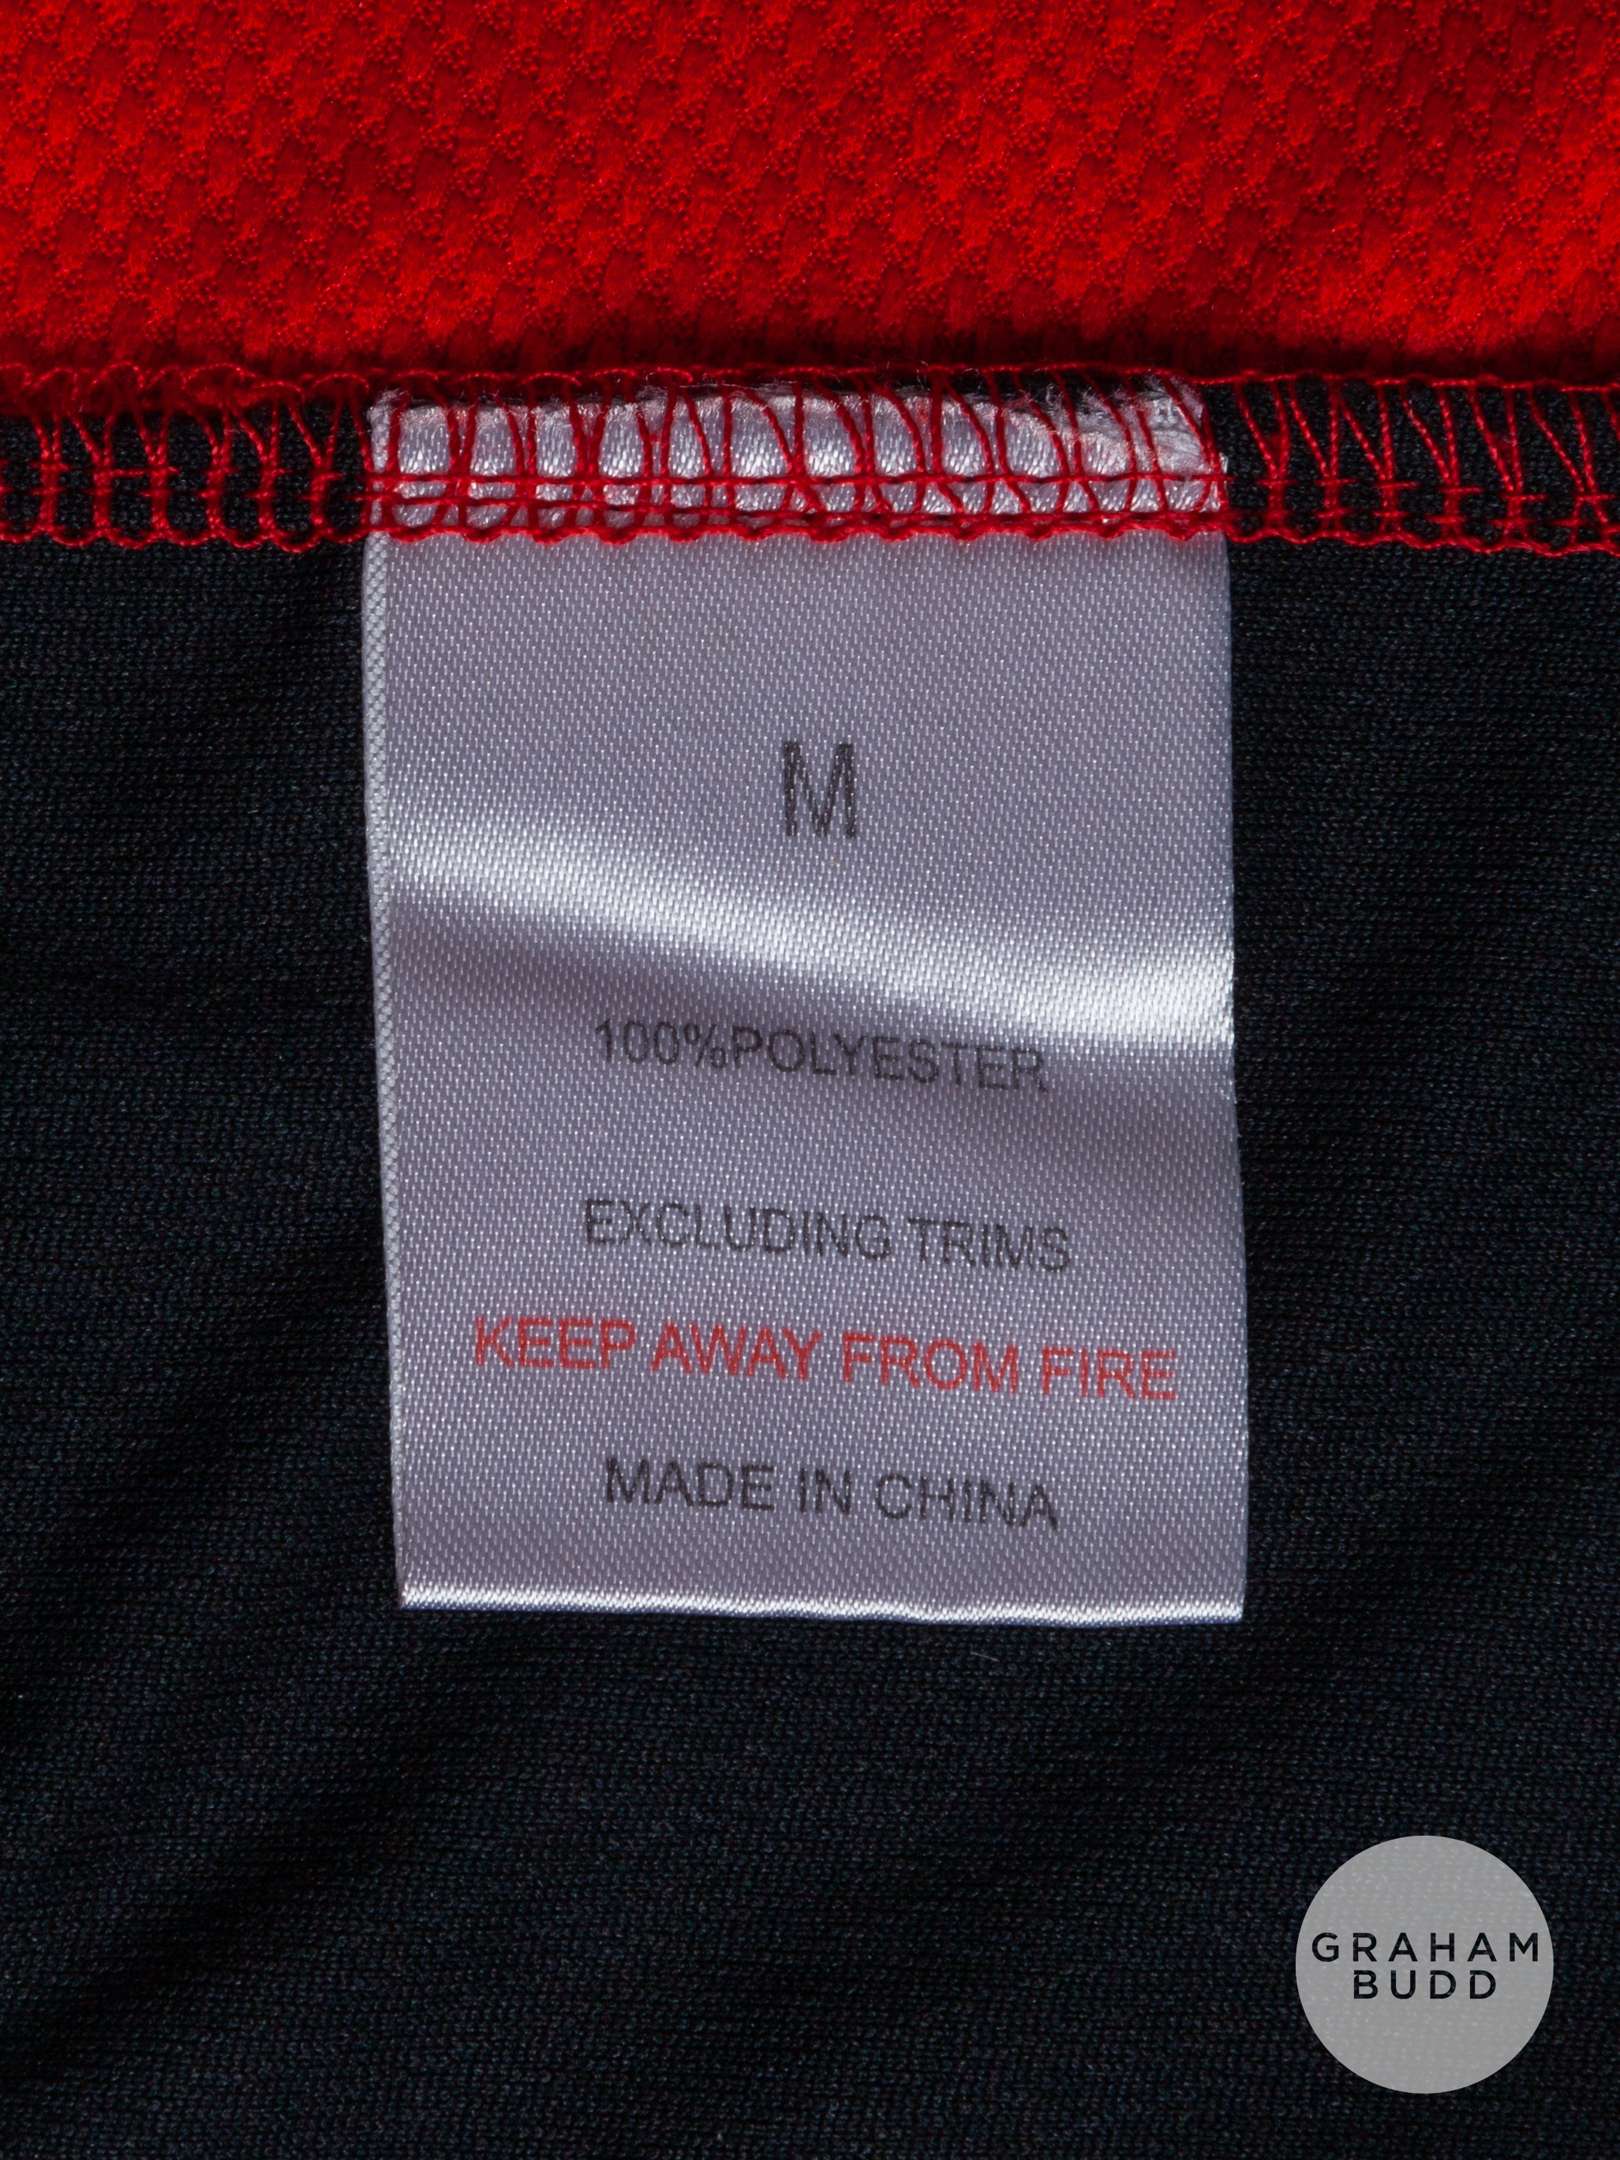 M
100%POLYESTER
EXCLUDING TRIMS
KEEP AWAY FROM FIRE
MADE IN CHINA
GRAHAM
BUDD